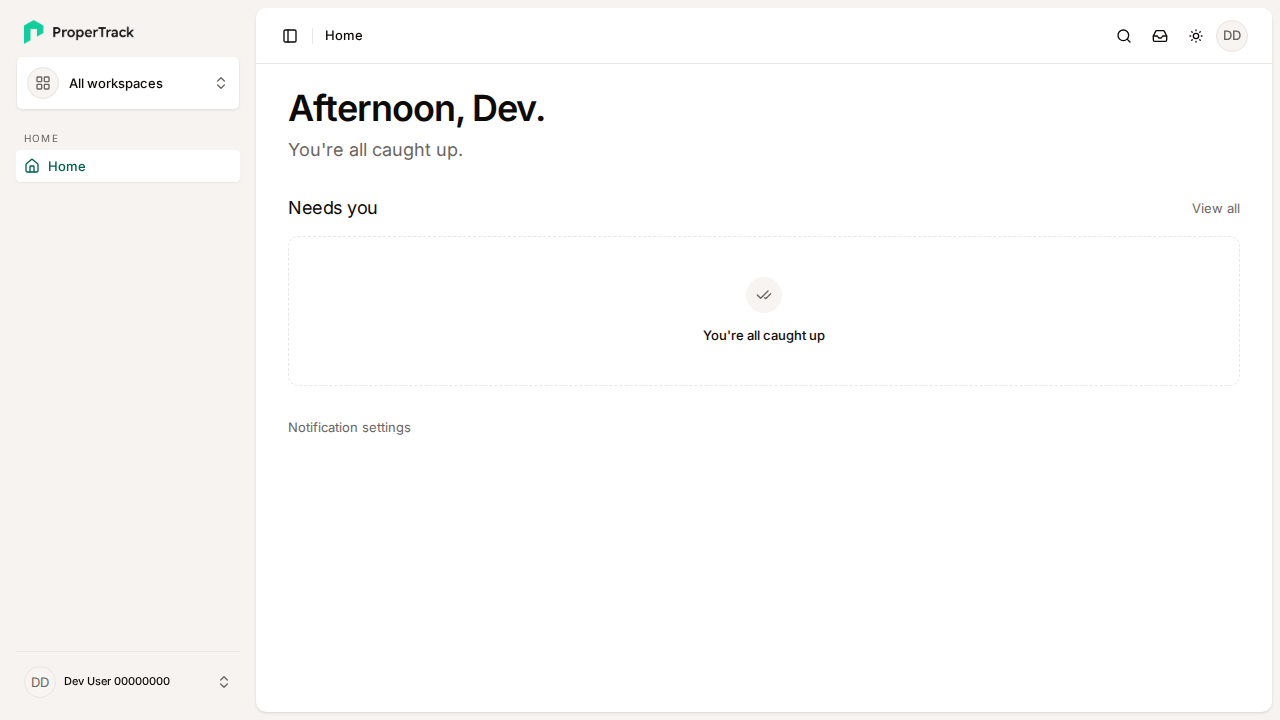 ProperTrack
All workspaces
HOME
Home
Dev User 00000000
DD
Home
DD
Afternoon, Dev.
You're all caught up.
Needs you
View all
You're all caught up
Notification settings